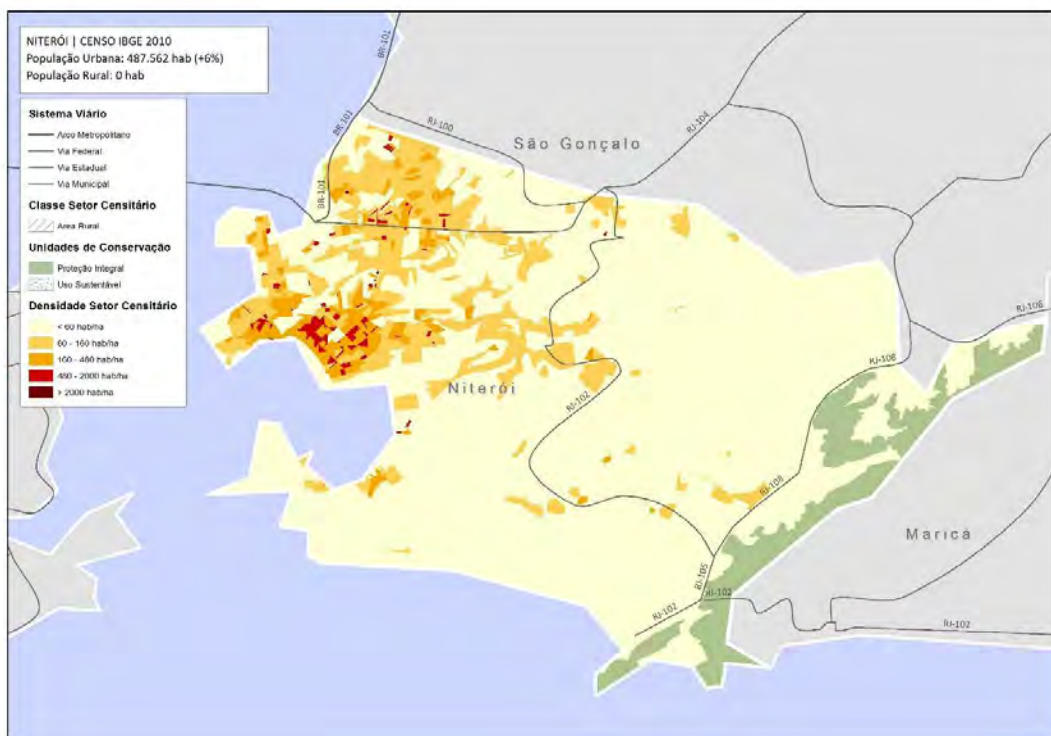 NITERÓI | CENSO IBGE 2010
População Urbana: 487.562 hab (+6%)
População Rural: 0 hab
Sistema Viário
Arco Metropolitano
Via Federal
Via Estadual
Via Municipal
Classe Setor Censitário
Area Rural
Unidades de Conservação
Proteção Integral
Uso Sustentável
Densidade Setor Censitário
< 60 hab/ha
60 - 160 hab/ha
160 - 480 hab/ha
480 - 2000 hab/ha
> 2000 hab/ha
BR-101
BR-101
BR-101
RJ-100
São Gonçalo
RJ-104
RJ-106
RJ-108
Niterói
RJ-102
RJ-108
Maricá
RJ-105
RJ-102
RJ-102
RJ-102